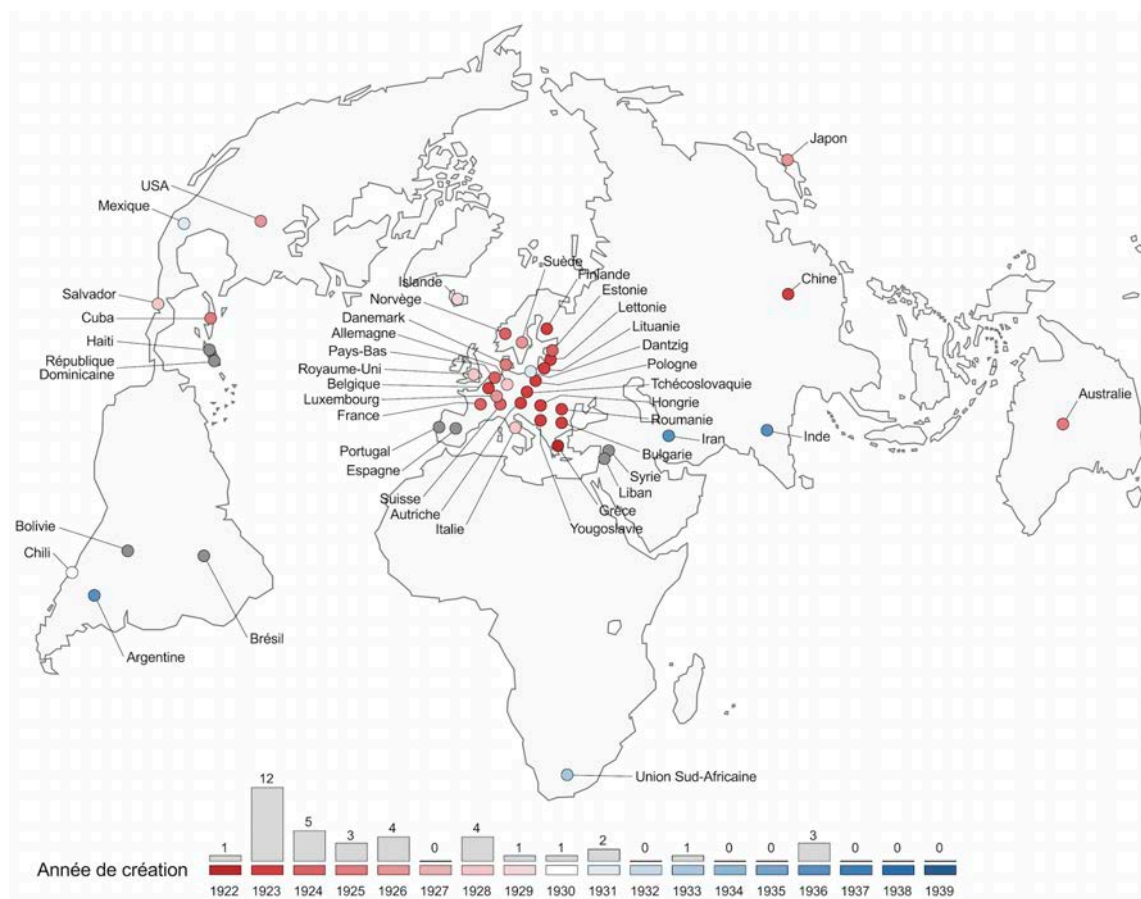 Japon
USA
Mexique
Suède
Finlande
Islande
Estonie
Chine
Salvador
Norvège
Lettonie
Cuba
Danemark
Lituanie
Allemagne
Haiti
Dantzig
Pays-Bas
République
Dominicaine
Pologne
Royaume-Uni
Belgique
Tchécoslovaquie
Luxembourg
Hongrie
Australie
France
Roumanie
Iran
Inde
Portugal
Bulgarie
Espagne
Syrie
Suisse
Liban
Autriche
Grèce
Italie
Yougoslavie
Bolivie
Chili
Brésil
Argentine
Union Sud-Africaine
1 12 5 3 4 0 4 1 1 2 0 1 0 0 3 0 0 0
Année de création
1922 1923 1924 1925 1926 1927 1928 1929 1930 1931 1932 1933 1934 1935 1936 1937 1938 1939